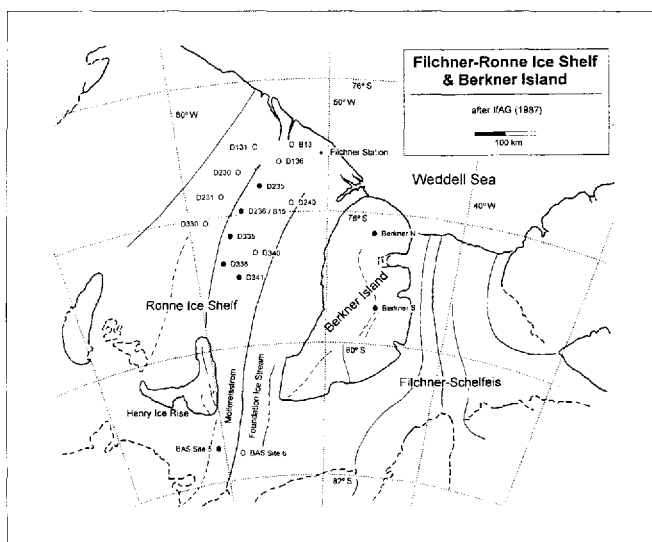 Filchner-Ronne Ice Shelf
& Berkner Island
after IfAG (1987)
100 km
76° S
50° W
60° W
B13
D131
Filchner Station
D136
D230
Weddell Sea
D235
D231
D240
40° W
D236 / B15
78° S
D330
D335
Berkner N
D340
D336
D341
Ronne Ice Shelf
Berkner Island
Berkner S
80° S
Filchner-Schelfeis
Möllereisstrom
Foundation Ice Stream
Henry Ice Rise
BAS Site 5
BAS Site 6
82° S